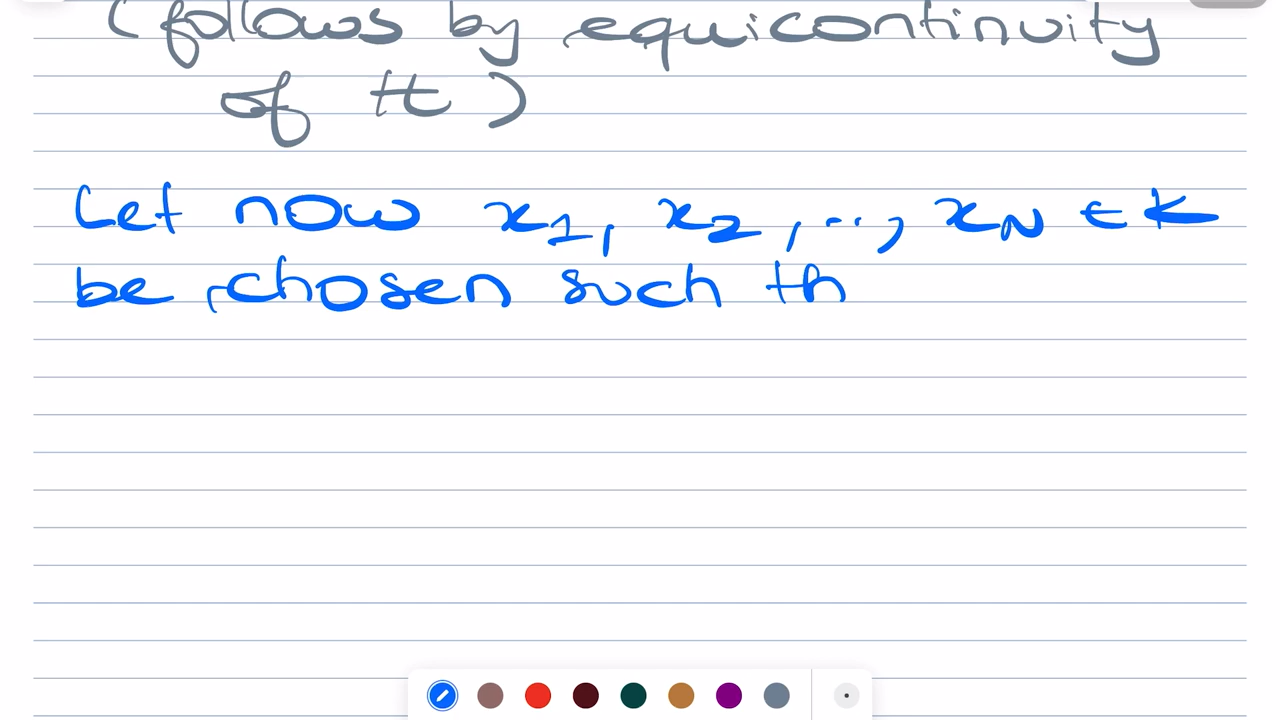 (follows by equicontinuity
of H)
Let now x₁, x₂, ..., x_N ∈ K
be chosen such th